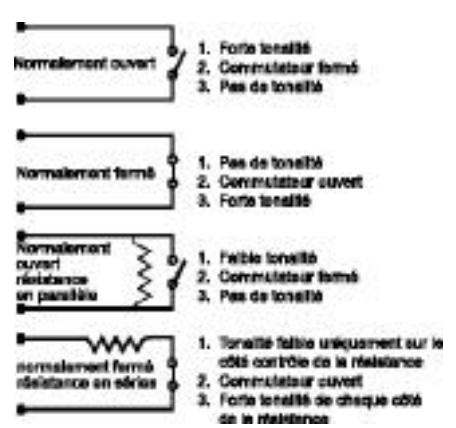 Normalement ouvert
1. Forte tonalité
2. Commutateur fermé
3. Pas de tonalité
Normalement fermé
1. Pas de tonalité
2. Commutateur ouvert
3. Forte tonalité
Normalement
ouvert
résistance
en parallèle
1. Faible tonalité
2. Commutateur fermé
3. Pas de tonalité
normalement fermé
résistance en séries
1. Tonalité faible uniquement sur le
côté contrôle de la résistance
2. Commutateur ouvert
3. Forte tonalité de chaque côté
de la résistance